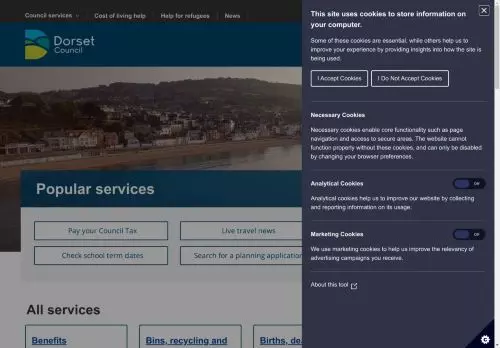 Council services
Cost of living help
Help for refugees
News
Dorset
Council
Popular services
Pay your Council Tax
Live travel news
Check school term dates
Search for a planning application
All services
Benefits
Bins, recycling and
Births, de
This site uses cookies to store information on
your computer.
Some of these cookies are essential, while others help us to
improve your experience by providing insights into how the site is
being used.
I Accept Cookies
I Do Not Accept Cookies
Necessary Cookies
Necessary cookies enable core functionality such as page
navigation and access to secure areas. The website cannot
function properly without these cookies, and can only be disabled
by changing your browser preferences.
Analytical Cookies
Off
Analytical cookies help us to improve our website by collecting
and reporting information on its usage.
Marketing Cookies
Off
We use marketing cookies to help us improve the relevancy of
advertising campaigns you receive.
About this tool